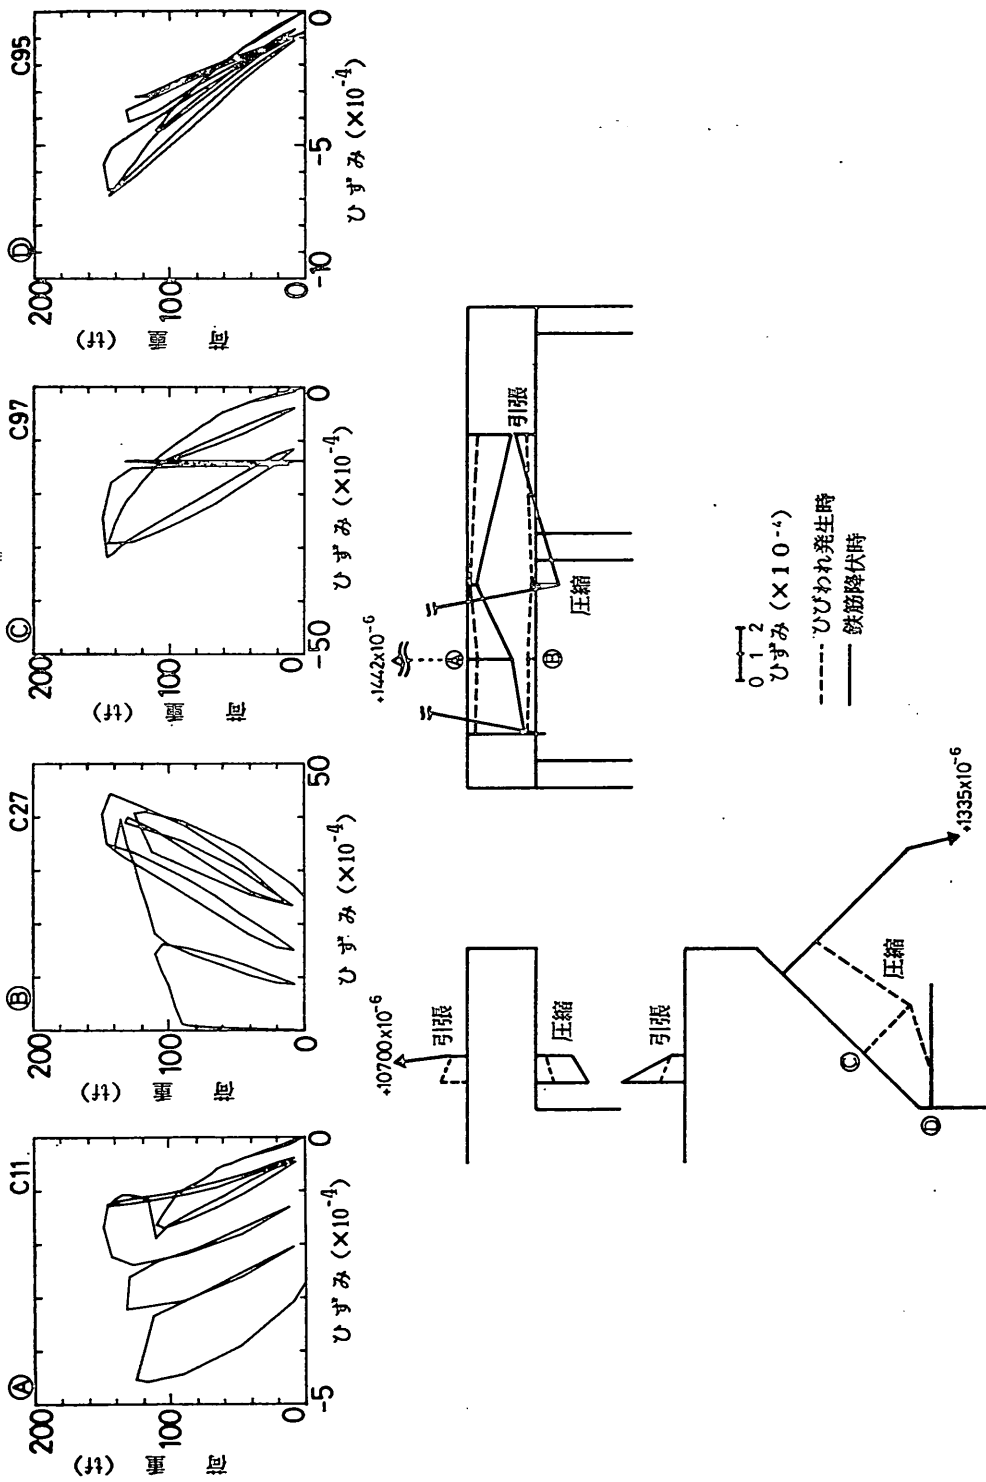 Ⓐ C11
200
100
0
荷重 (tf)
-5
0
ひずみ (×10⁻⁴)
Ⓑ C27
200
100
0
荷重 (tf)
50
ひずみ (×10⁻⁴)
Ⓒ C97
200
100
荷重 (tf)
-50
0
ひずみ (×10⁻⁴)
Ⓓ C95
200
100
0
荷重 (tf)
-10
-5
0
ひずみ (×10⁻⁴)
+10700×10⁻⁶
引張
圧縮
引張
Ⓒ
Ⓓ
圧縮
+1335×10⁻⁶
+1442×10⁻⁶
Ⓐ
Ⓑ
引張
圧縮
0 1 2
ひずみ (×10⁻⁴)
ひびわれ発生時
鉄筋降伏時